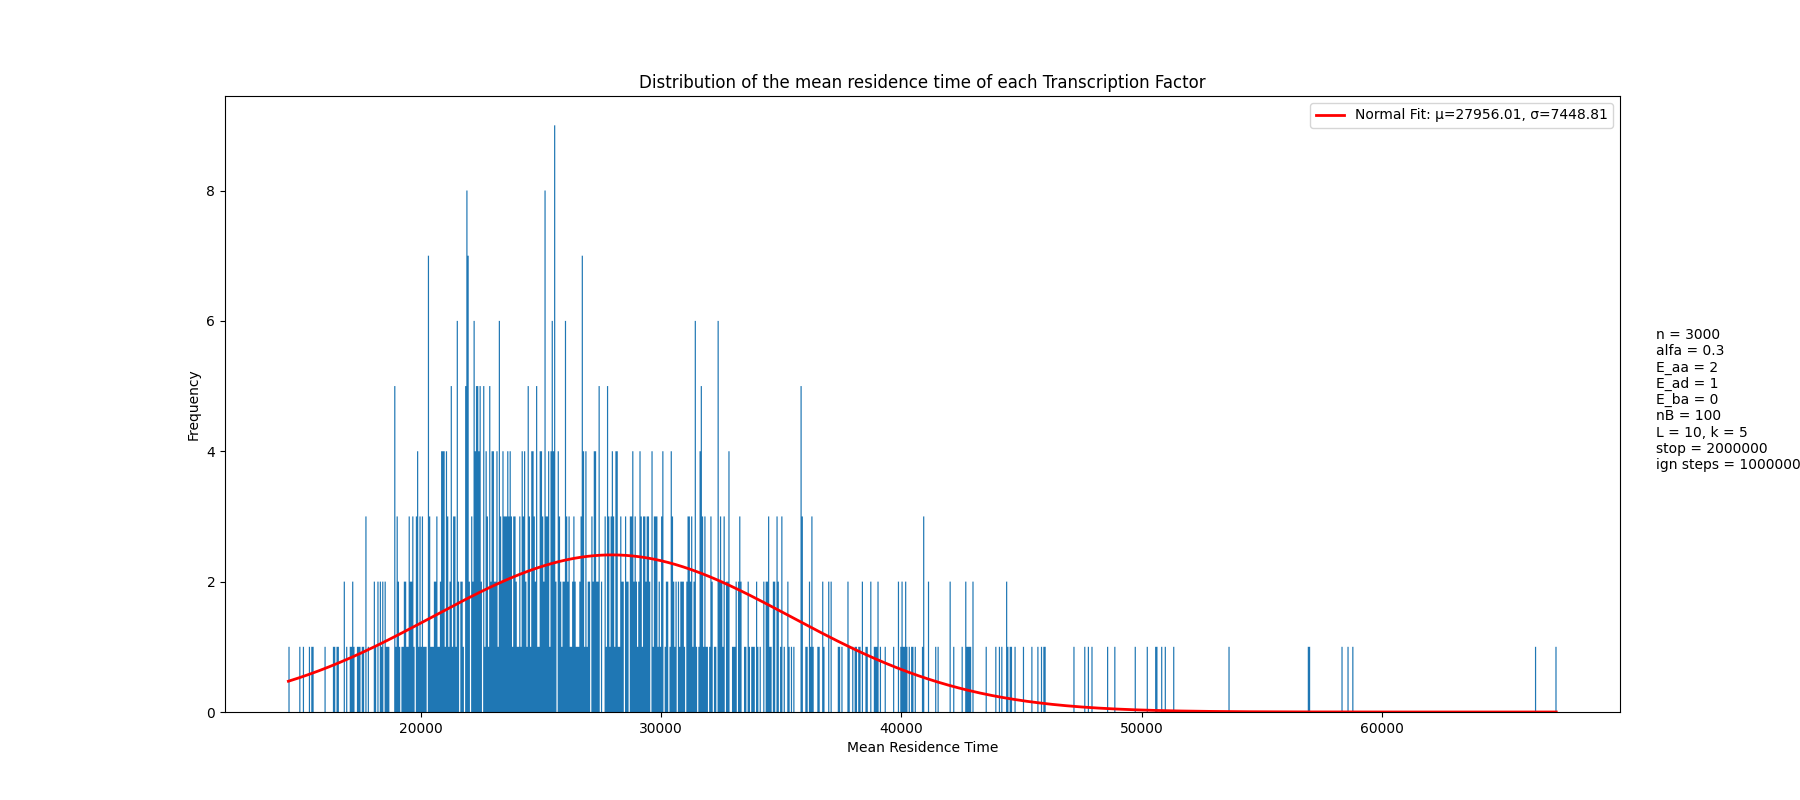 Distribution of the mean residence time of each Transcription Factor
Normal Fit: μ=27956.01, σ=7448.81
8
6
4
2
0
Frequency
20000
30000
40000
50000
60000
Mean Residence Time
n = 3000
alfa = 0.3
E_aa = 2
E_ad = 1
E_ba = 0
nB = 100
L = 10, k = 5
stop = 2000000
ign steps = 1000000